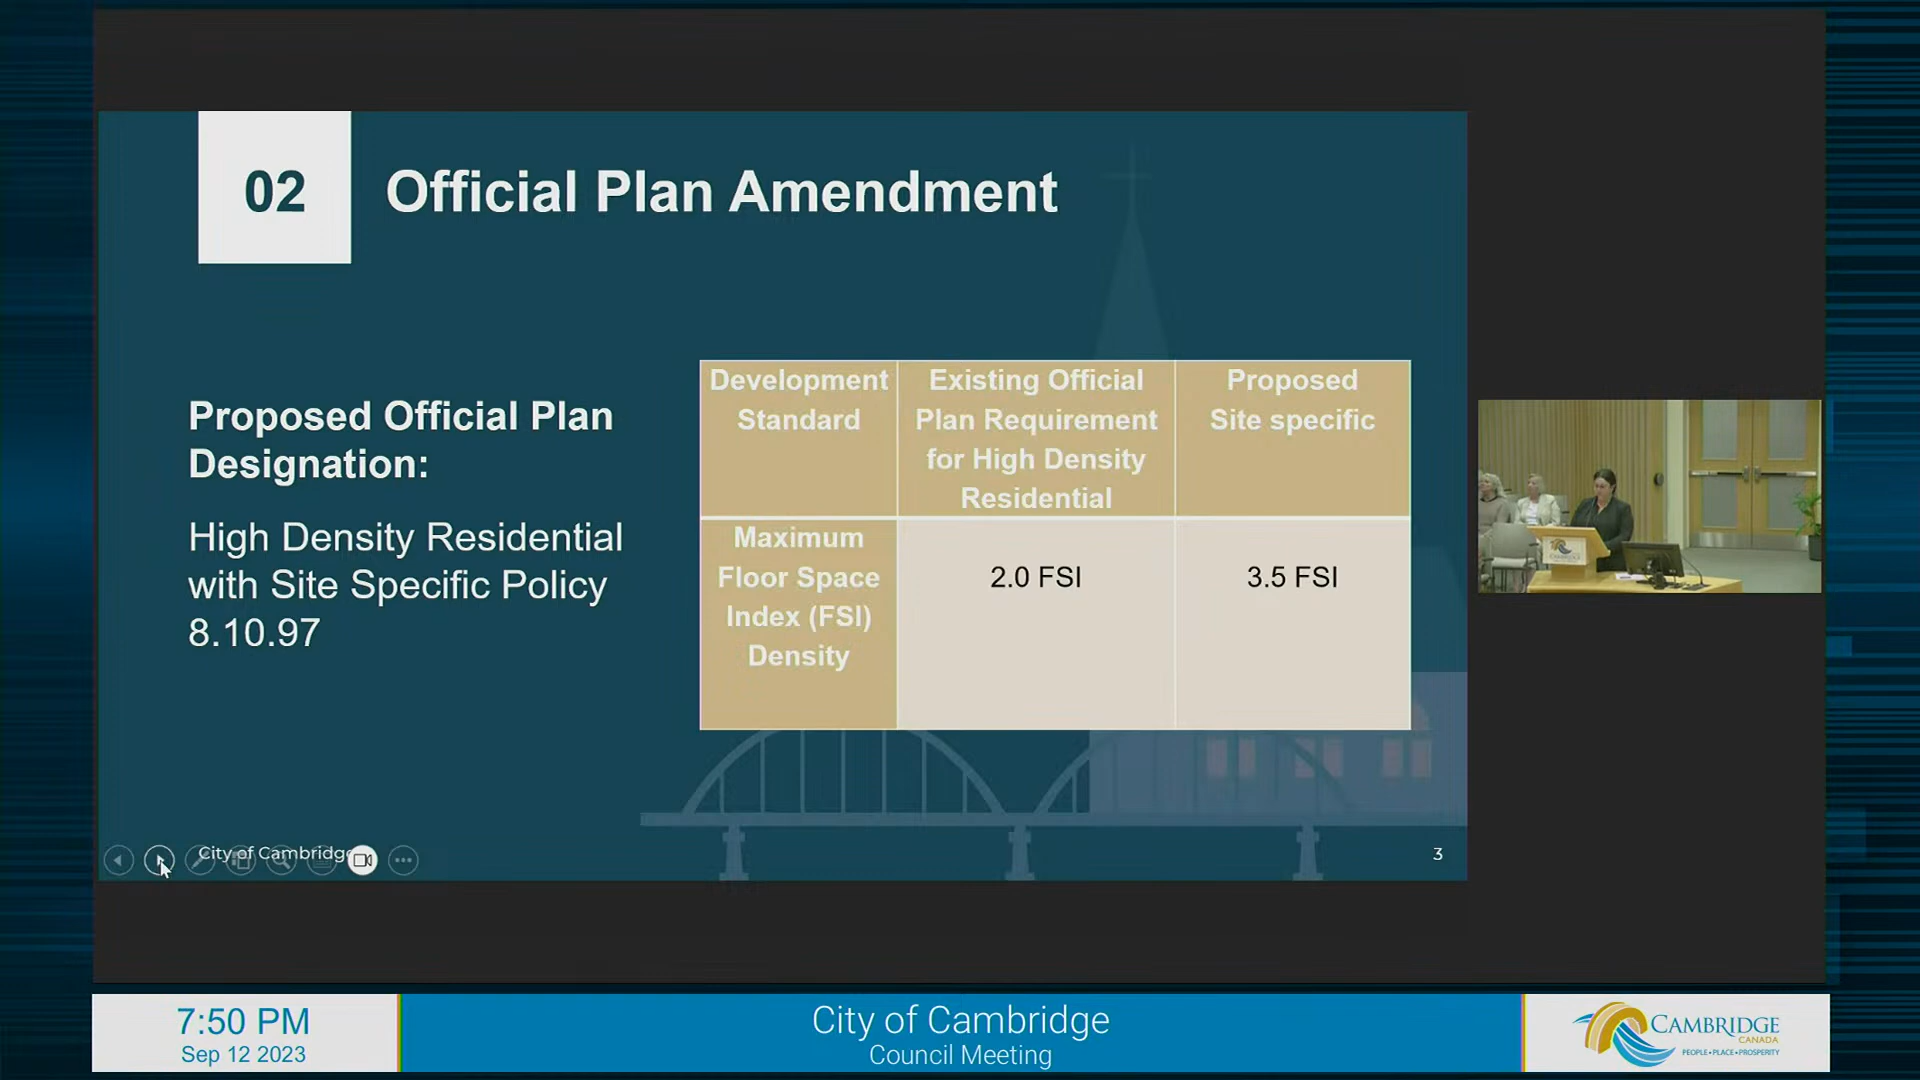 02
Official Plan Amendment
Proposed Official Plan
Designation:
High Density Residential
with Site Specific Policy
8.10.97
Development
Standard
Existing Official
Plan Requirement
for High Density
Residential
Proposed
Site specific
Maximum
Floor Space
Index (FSI)
Density
2.0 FSI
3.5 FSI
City of Cambridge
3
7:50 PM
Sep 12 2023
City of Cambridge
Council Meeting
CAMBRIDGE
CANADA
PEOPLE • PLACE • PROSPERITY